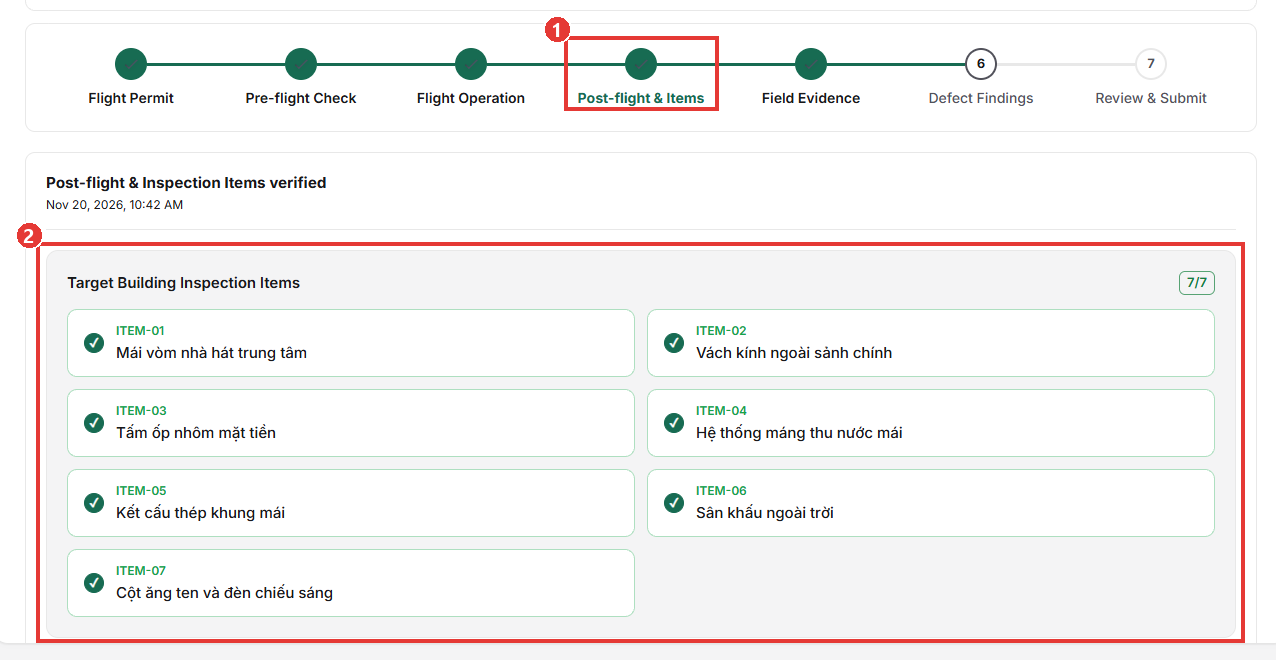 1
Flight Permit
Pre-flight Check
Flight Operation
Post-flight & Items
Field Evidence
6
Defect Findings
7
Review & Submit
Post-flight & Inspection Items verified
Nov 20, 2026, 10:42 AM
2
Target Building Inspection Items
7/7
ITEM-01
Mái vòm nhà hát trung tâm
ITEM-02
Vách kính ngoài sảnh chính
ITEM-03
Tấm ốp nhôm mặt tiền
ITEM-04
Hệ thống máng thu nước mái
ITEM-05
Kết cấu thép khung mái
ITEM-06
Sân khấu ngoài trời
ITEM-07
Cột ăng ten và đèn chiếu sáng